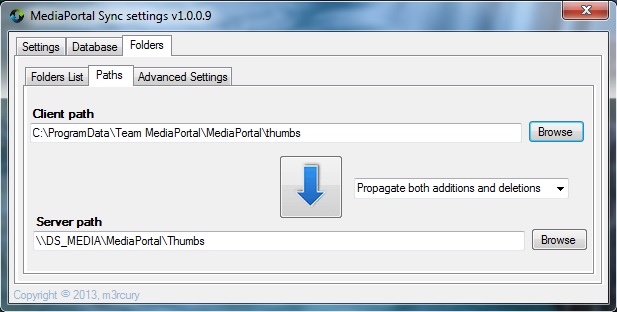 MediaPortal Sync settings v1.0.0.9
Settings Database Folders
Folders List Paths Advanced Settings
Client path
C:\ProgramData\Team MediaPortal\MediaPortal\thumbs Browse
Propagate both additions and deletions
Server path
\\DS_MEDIA\MediaPortal\Thumbs Browse
Copyright © 2013, m3rcury